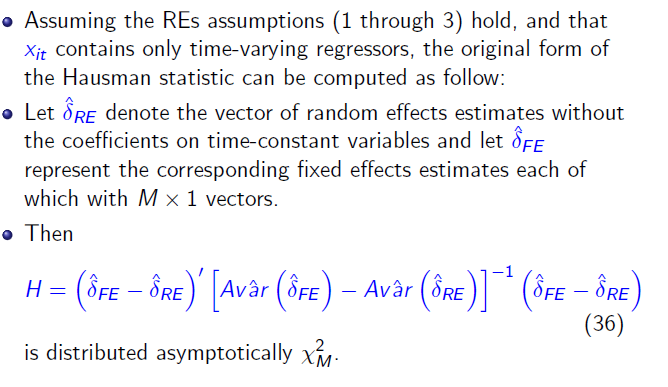 Assuming the REs assumptions (1 through 3) hold, and that
x_it contains only time-varying regressors, the original form of
the Hausman statistic can be computed as follow:
Let δ̂_RE denote the vector of random effects estimates without
the coefficients on time-constant variables and let δ̂_FE
represent the corresponding fixed effects estimates each of
which with M × 1 vectors.
Then
H = (δ̂_FE − δ̂_RE)′ [Avâr (δ̂_FE) − Avâr (δ̂_RE)]⁻¹ (δ̂_FE − δ̂_RE)
(36)
is distributed asymptotically χ²_M.